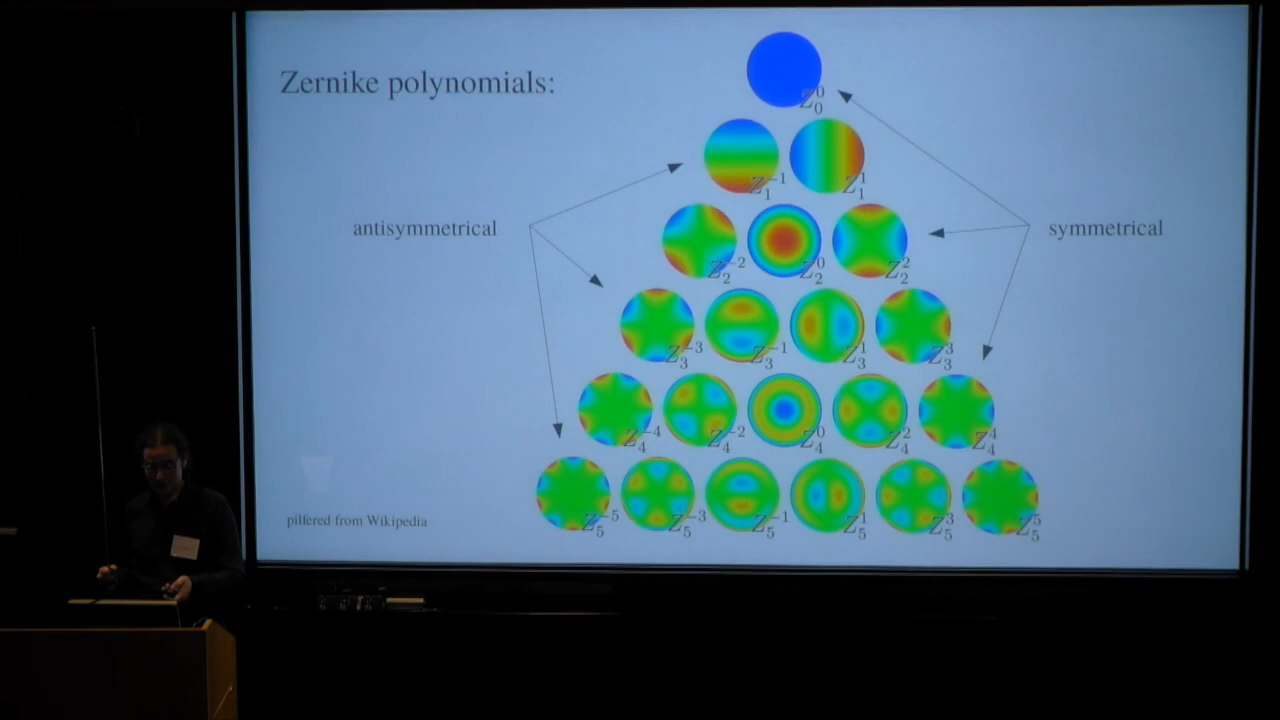 Zernike polynomials:
Z_0^0
Z_1^{-1} Z_1^1
antisymmetrical
symmetrical
Z_2^{-2} Z_2^0 Z_2^2
Z_3^{-3} Z_3^{-1} Z_3^1 Z_3^3
Z_4^{-4} Z_4^{-2} Z_4^0 Z_4^2 Z_4^4
Z_5^{-5} Z_5^{-3} Z_5^{-1} Z_5^1 Z_5^3 Z_5^5
pilfered from Wikipedia